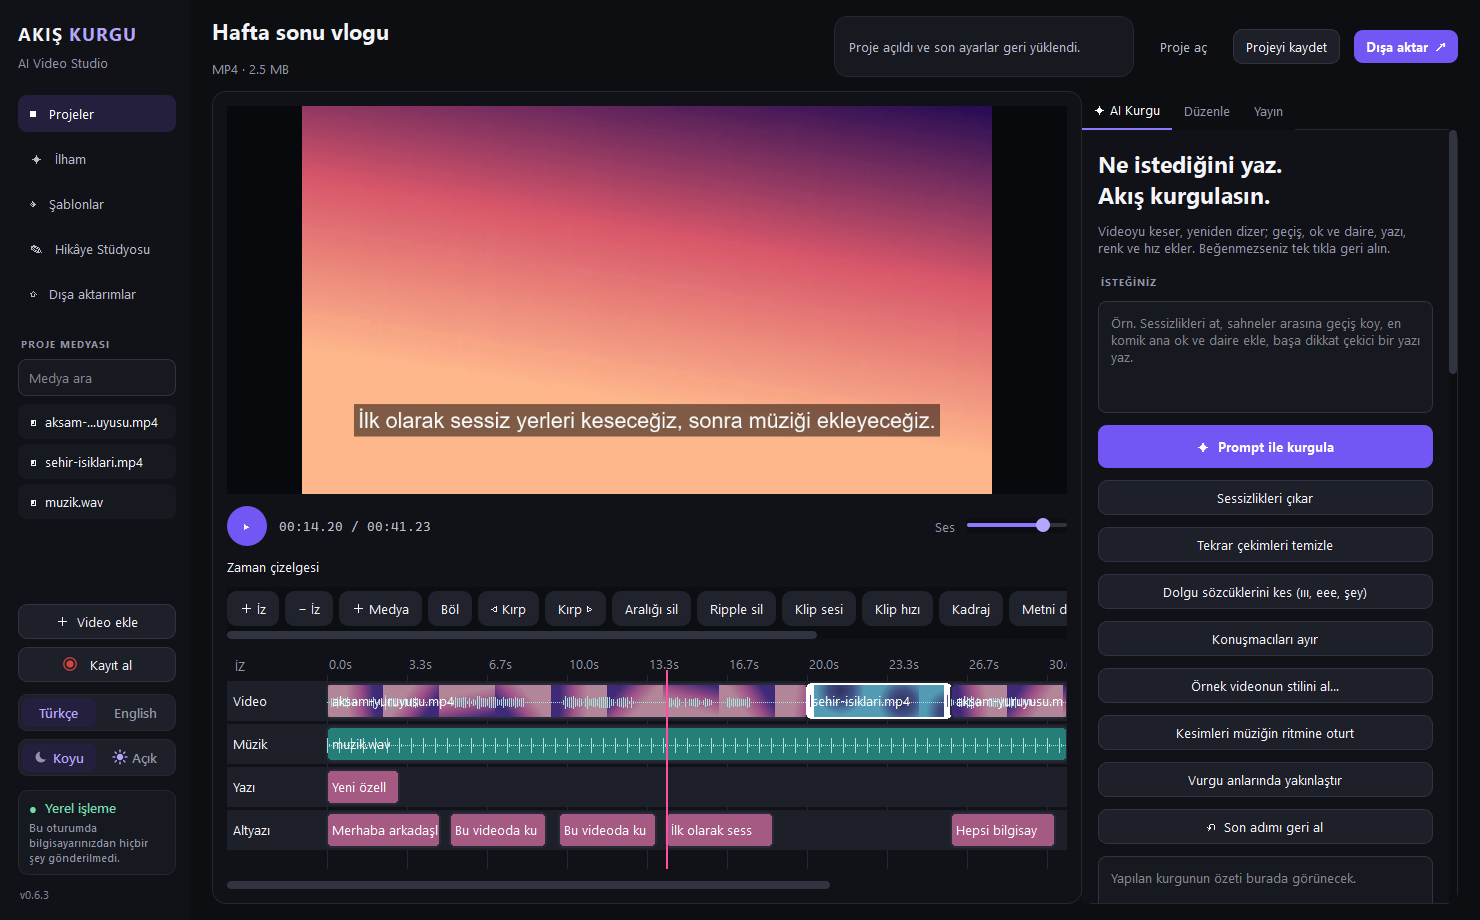 AKIŞ KURGU
AI Video Studio
Projeler
İlham
Şablonlar
Hikâye Stüdyosu
Dışa aktarımlar
PROJE MEDYASI
Medya ara
aksam-...uyusu.mp4
sehir-isiklari.mp4
muzik.wav
+ Video ekle
Kayıt al
Türkçe
English
Koyu
Açık
Yerel işleme
Bu oturumda
bilgisayarınızdan hiçbir
şey gönderilmedi.
v0.6.3
Hafta sonu vlogu
MP4 · 2.5 MB
Proje açıldı ve son ayarlar geri yüklendi.
Proje aç
Projeyi kaydet
Dışa aktar ↗
İlk olarak sessiz yerleri keseceğiz, sonra müziği ekleyeceğiz.
00:14.20 / 00:41.23
Ses
Zaman çizelgesi
+ İz
− İz
+ Medya
Böl
Kırp
Kırp
Aralığı sil
Ripple sil
Klip sesi
Klip hızı
Kadraj
Metni d
İZ
0.0s
3.3s
6.7s
10.0s
13.3s
16.7s
20.0s
23.3s
26.7s
30.
Video
aksam-yuruyusu.mp4
sehir-isiklari.mp4
aksam-yuruyusu.m
Müzik
muzik.wav
Yazı
Yeni özell
Altyazı
Merhaba arkadaşl
Bu videoda ku
Bu videoda ku
İlk olarak sess
Hepsi bilgisay
AI Kurgu
Düzenle
Yayın
Ne istediğini yaz.
Akış kurgulasın.
Videoyu keser, yeniden dizer; geçiş, ok ve daire, yazı,
renk ve hız ekler. Beğenmezseniz tek tıkla geri alın.
İSTEĞİNİZ
Örn. Sessizlikleri at, sahneler arasına geçiş koy, en
komik ana ok ve daire ekle, başa dikkat çekici bir yazı
yaz.
Prompt ile kurgula
Sessizlikleri çıkar
Tekrar çekimleri temizle
Dolgu sözcüklerini kes (ııı, eee, şey)
Konuşmacıları ayır
Örnek videonun stilini al...
Kesimleri müziğin ritmine oturt
Vurgu anlarında yakınlaştır
Son adımı geri al
Yapılan kurgunun özeti burada görünecek.